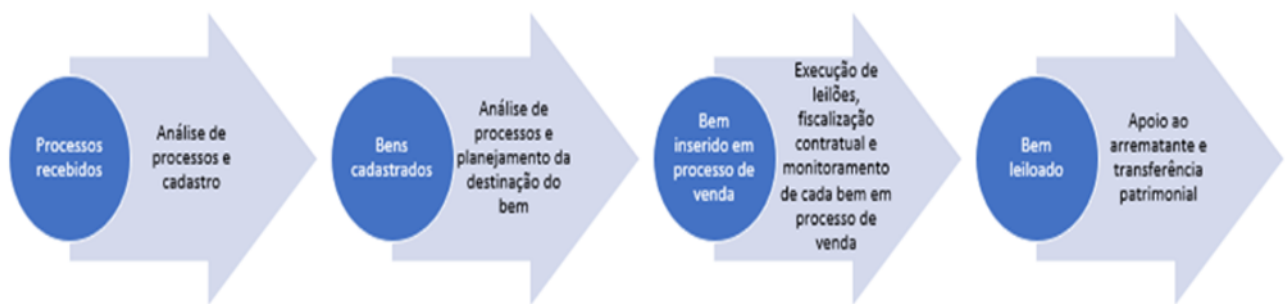 Processos
recebidos
Análise de
processos e
cadastro
Bens
cadastrados
Análise de
processos e
planejamento da
destinação do
bem
Bem
inserido em
processo de
venda
Execução de
leilões,
fiscalização
contratual e
monitoramento
de cada bem em
processo de
venda
Bem
leiloado
Apoio ao
arrematante e
transferência
patrimonial